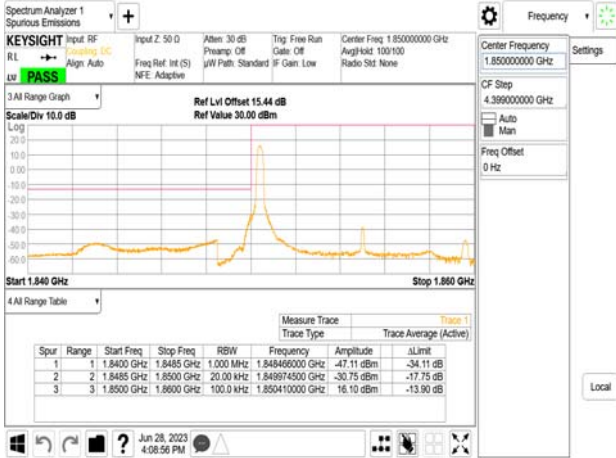 Spectrum Analyzer 1
Spurious Emissions
Frequency
KEYSIGHT
RL
LV PASS
Input: RF
Coupling: DC
Align: Auto
Input Z: 50 Ω
Freq Ref: Int (S)
NFE: Adaptive
Atten: 30 dB
Preamp: Off
µW Path: Standard
Trig: Free Run
Gate: Off
IF Gain: Low
Center Freq: 1.850000000 GHz
Avg|Hold: 100/100
Radio Std: None
Center Frequency
1.850000000 GHz
Settings
CF Step
4.399000000 GHz
Auto
Man
Freq Offset
0 Hz
Local
3 All Range Graph
Scale/Div 10.0 dB
Ref Lvl Offset 15.44 dB
Ref Value 30.00 dBm
Log
20.0
10.0
0.00
-10.0
-20.0
-30.0
-40.0
-50.0
-60.0
Start 1.840 GHz
Stop 1.860 GHz
4 All Range Table
Measure Trace Trace 1
Trace Type Trace Average (Active)
Spur Range Start Freq Stop Freq RBW Frequency Amplitude ΔLimit
1 1 1.8400 GHz 1.8485 GHz 1.000 MHz 1.848466000 GHz -47.11 dBm -34.11 dB
2 2 1.8485 GHz 1.8500 GHz 20.00 kHz 1.849974500 GHz -30.75 dBm -17.75 dB
3 3 1.8500 GHz 1.8600 GHz 100.0 kHz 1.850410000 GHz 16.10 dBm -13.90 dB
Jun 28, 2023
4:08:56 PM